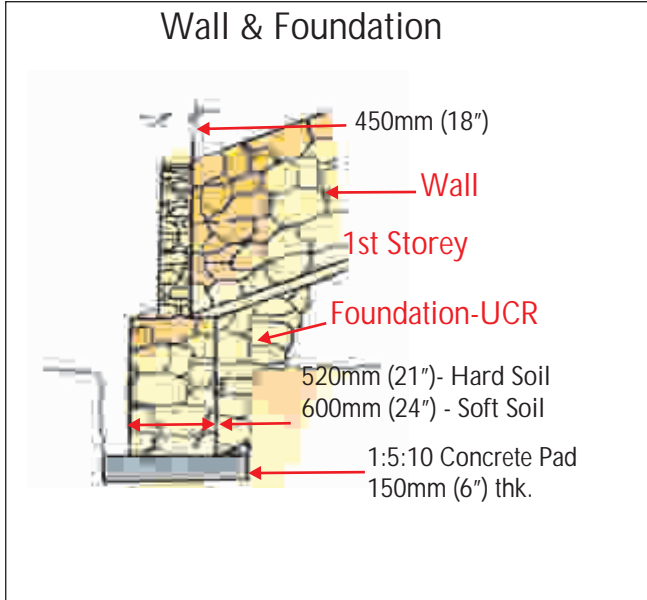 Wall & Foundation
450mm (18")
Wall
1st Storey
Foundation-UCR
520mm (21")- Hard Soil
600mm (24") - Soft Soil
1:5:10 Concrete Pad
150mm (6") thk.